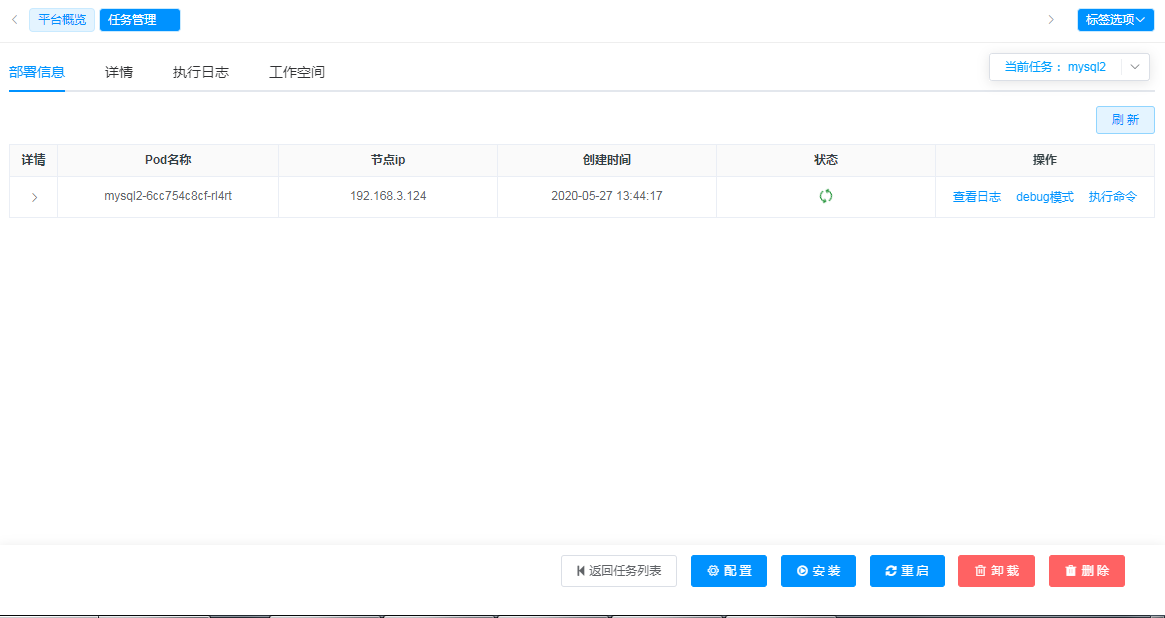 平台概览 任务管理 标签选项
部署信息 详情 执行日志 工作空间 当前任务： mysql2
刷 新
详情 Pod名称 节点ip 创建时间 状态 操作
mysql2-6cc754c8cf-rl4rt 192.168.3.124 2020-05-27 13:44:17 查看日志 debug模式 执行命令
返回任务列表 配 置 安 装 重 启 卸 载 删 除